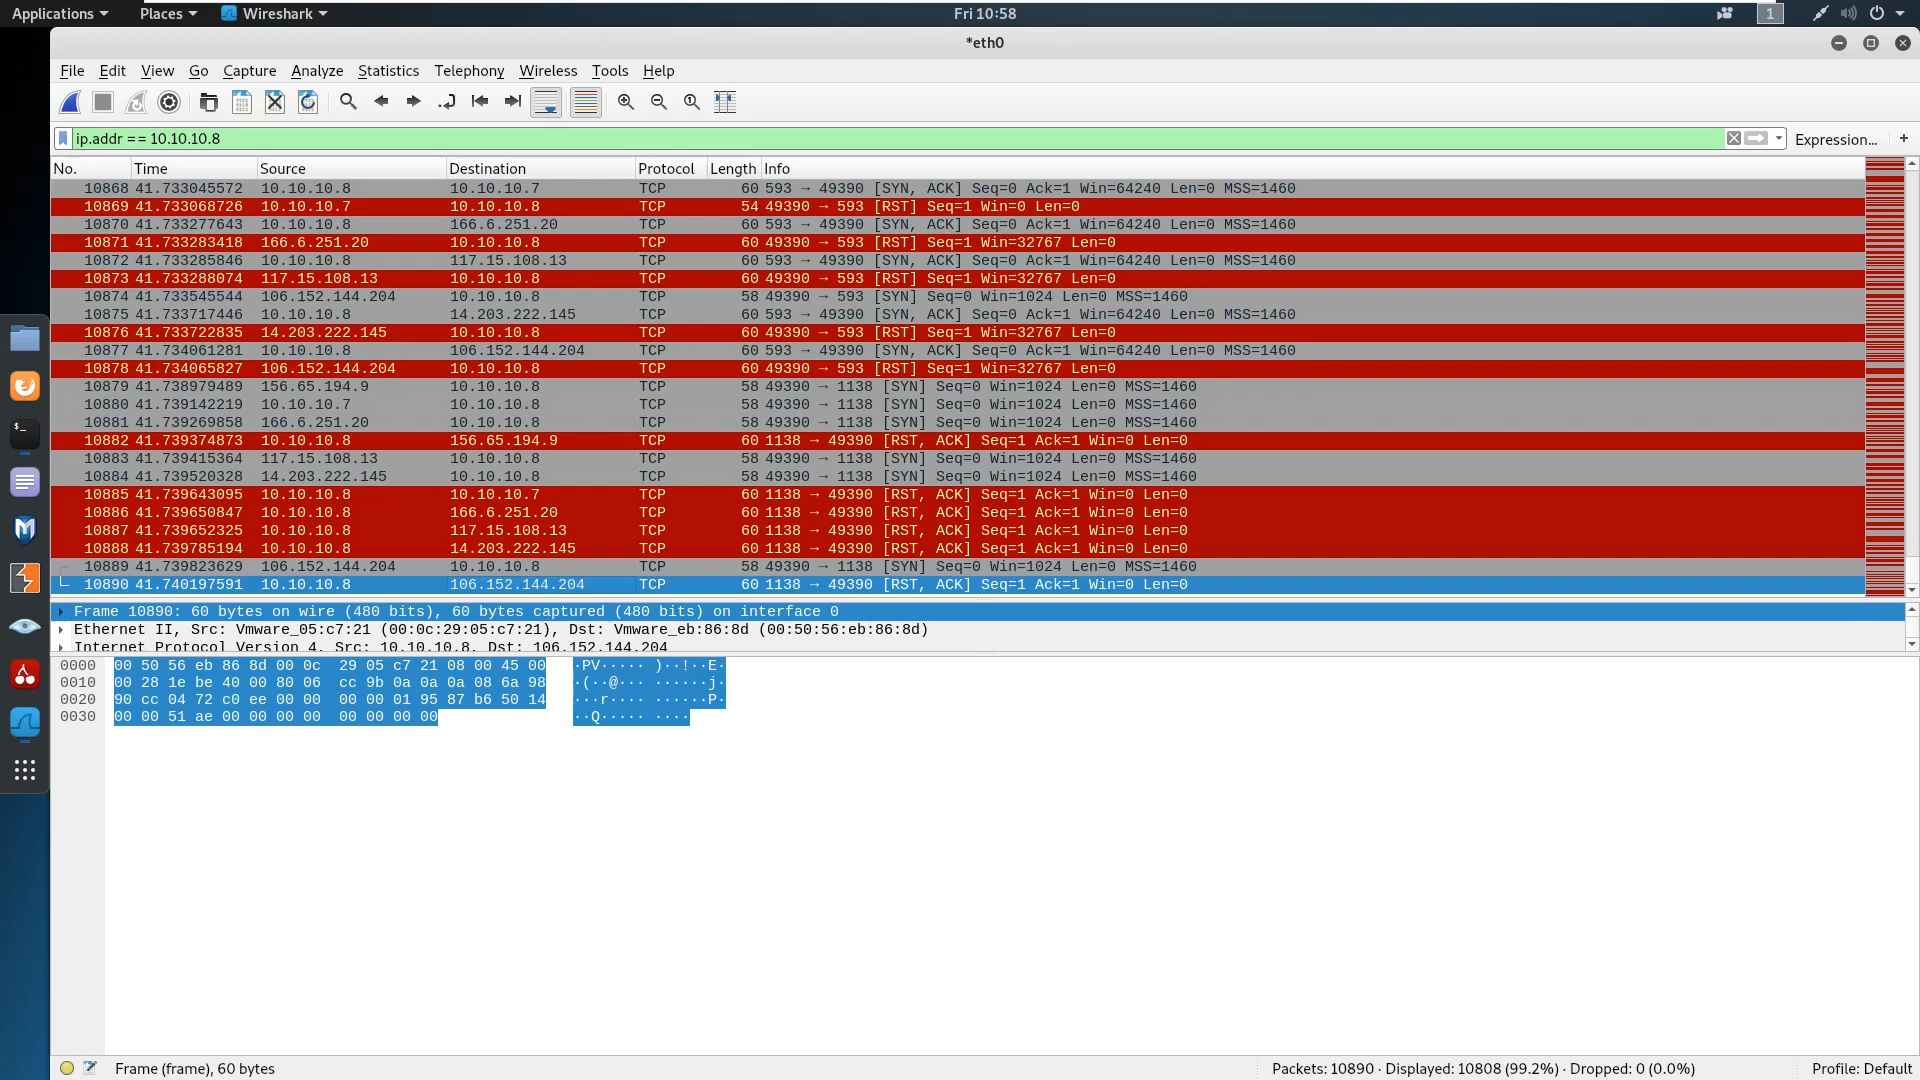 Applications Places Wireshark Fri 10:58 1
*eth0
File Edit View Go Capture Analyze Statistics Telephony Wireless Tools Help
ip.addr == 10.10.10.8 Expression... +
No. Time Source Destination Protocol Length Info
10868 41.733045572 10.10.10.8 10.10.10.7 TCP 60 593 → 49390 [SYN, ACK] Seq=0 Ack=1 Win=64240 Len=0 MSS=1460
10869 41.733068726 10.10.10.7 10.10.10.8 TCP 54 49390 → 593 [RST] Seq=1 Win=0 Len=0
10870 41.733277643 10.10.10.8 166.6.251.20 TCP 60 593 → 49390 [SYN, ACK] Seq=0 Ack=1 Win=64240 Len=0 MSS=1460
10871 41.733283418 166.6.251.20 10.10.10.8 TCP 60 49390 → 593 [RST] Seq=1 Win=32767 Len=0
10872 41.733285846 10.10.10.8 117.15.108.13 TCP 60 593 → 49390 [SYN, ACK] Seq=0 Ack=1 Win=64240 Len=0 MSS=1460
10873 41.733288074 117.15.108.13 10.10.10.8 TCP 60 49390 → 593 [RST] Seq=1 Win=32767 Len=0
10874 41.733545544 106.152.144.204 10.10.10.8 TCP 58 49390 → 593 [SYN] Seq=0 Win=1024 Len=0 MSS=1460
10875 41.733717446 10.10.10.8 14.203.222.145 TCP 60 593 → 49390 [SYN, ACK] Seq=0 Ack=1 Win=64240 Len=0 MSS=1460
10876 41.733722835 14.203.222.145 10.10.10.8 TCP 60 49390 → 593 [RST] Seq=1 Win=32767 Len=0
10877 41.734061281 10.10.10.8 106.152.144.204 TCP 60 593 → 49390 [SYN, ACK] Seq=0 Ack=1 Win=64240 Len=0 MSS=1460
10878 41.734065827 106.152.144.204 10.10.10.8 TCP 60 49390 → 593 [RST] Seq=1 Win=32767 Len=0
10879 41.738979489 156.65.194.9 10.10.10.8 TCP 58 49390 → 1138 [SYN] Seq=0 Win=1024 Len=0 MSS=1460
10880 41.739142219 10.10.10.7 10.10.10.8 TCP 58 49390 → 1138 [SYN] Seq=0 Win=1024 Len=0 MSS=1460
10881 41.739269858 166.6.251.20 10.10.10.8 TCP 58 49390 → 1138 [SYN] Seq=0 Win=1024 Len=0 MSS=1460
10882 41.739374873 10.10.10.8 156.65.194.9 TCP 60 1138 → 49390 [RST, ACK] Seq=1 Ack=1 Win=0 Len=0
10883 41.739415364 117.15.108.13 10.10.10.8 TCP 58 49390 → 1138 [SYN] Seq=0 Win=1024 Len=0 MSS=1460
10884 41.739520328 14.203.222.145 10.10.10.8 TCP 58 49390 → 1138 [SYN] Seq=0 Win=1024 Len=0 MSS=1460
10885 41.739643095 10.10.10.8 10.10.10.7 TCP 60 1138 → 49390 [RST, ACK] Seq=1 Ack=1 Win=0 Len=0
10886 41.739650847 10.10.10.8 166.6.251.20 TCP 60 1138 → 49390 [RST, ACK] Seq=1 Ack=1 Win=0 Len=0
10887 41.739652325 10.10.10.8 117.15.108.13 TCP 60 1138 → 49390 [RST, ACK] Seq=1 Ack=1 Win=0 Len=0
10888 41.739785194 10.10.10.8 14.203.222.145 TCP 60 1138 → 49390 [RST, ACK] Seq=1 Ack=1 Win=0 Len=0
10889 41.739823629 106.152.144.204 10.10.10.8 TCP 58 49390 → 1138 [SYN] Seq=0 Win=1024 Len=0 MSS=1460
10890 41.740197591 10.10.10.8 106.152.144.204 TCP 60 1138 → 49390 [RST, ACK] Seq=1 Ack=1 Win=0 Len=0
Frame 10890: 60 bytes on wire (480 bits), 60 bytes captured (480 bits) on interface 0
Ethernet II, Src: Vmware_05:c7:21 (00:0c:29:05:c7:21), Dst: Vmware_eb:86:8d (00:50:56:eb:86:8d)
Internet Protocol Version 4, Src: 10.10.10.8, Dst: 106.152.144.204
0000 00 50 56 eb 86 8d 00 0c 29 05 c7 21 08 00 45 00 ·PV····· )··!··E·
0010 00 28 1e be 40 00 80 06 cc 9b 0a 0a 0a 08 6a 98 ·(··@··· ······j·
0020 90 cc 04 72 c0 ee 00 00 00 00 01 95 87 b6 50 14 ···r···· ······P·
0030 00 00 51 ae 00 00 00 00 00 00 00 00 ··Q····· ····
Frame (frame), 60 bytes Packets: 10890 · Displayed: 10808 (99.2%) · Dropped: 0 (0.0%) Profile: Default